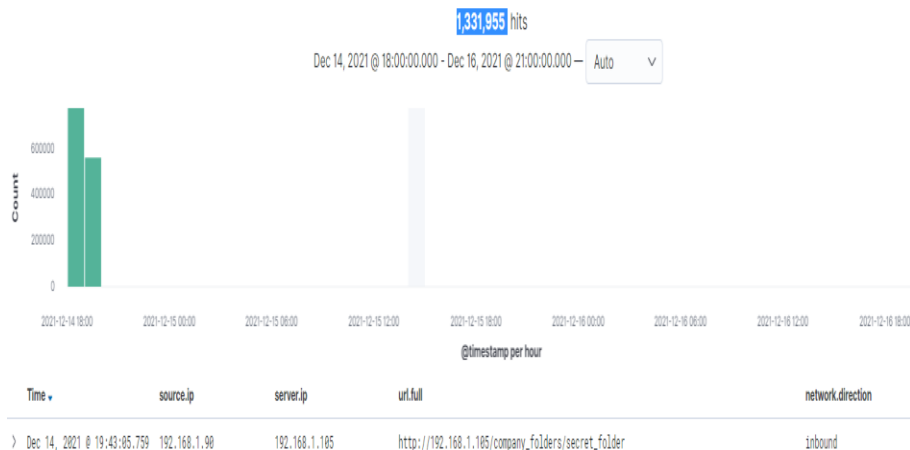 1,331,955 hits
Dec 14, 2021 @ 18:00:00.000 - Dec 16, 2021 @ 21:00:00.000 — Auto
Count
600000
400000
200000
0
2021-12-14 18:00 2021-12-15 00:00 2021-12-15 06:00 2021-12-15 12:00 2021-12-15 18:00 2021-12-16 00:00 2021-12-16 06:00 2021-12-16 12:00 2021-12-16 18:00
@timestamp per hour
Time source.ip server.ip url.full network.direction
> Dec 14, 2021 @ 19:43:05.759 192.168.1.90 192.168.1.105 http://192.168.1.105/company_folders/secret_folder inbound